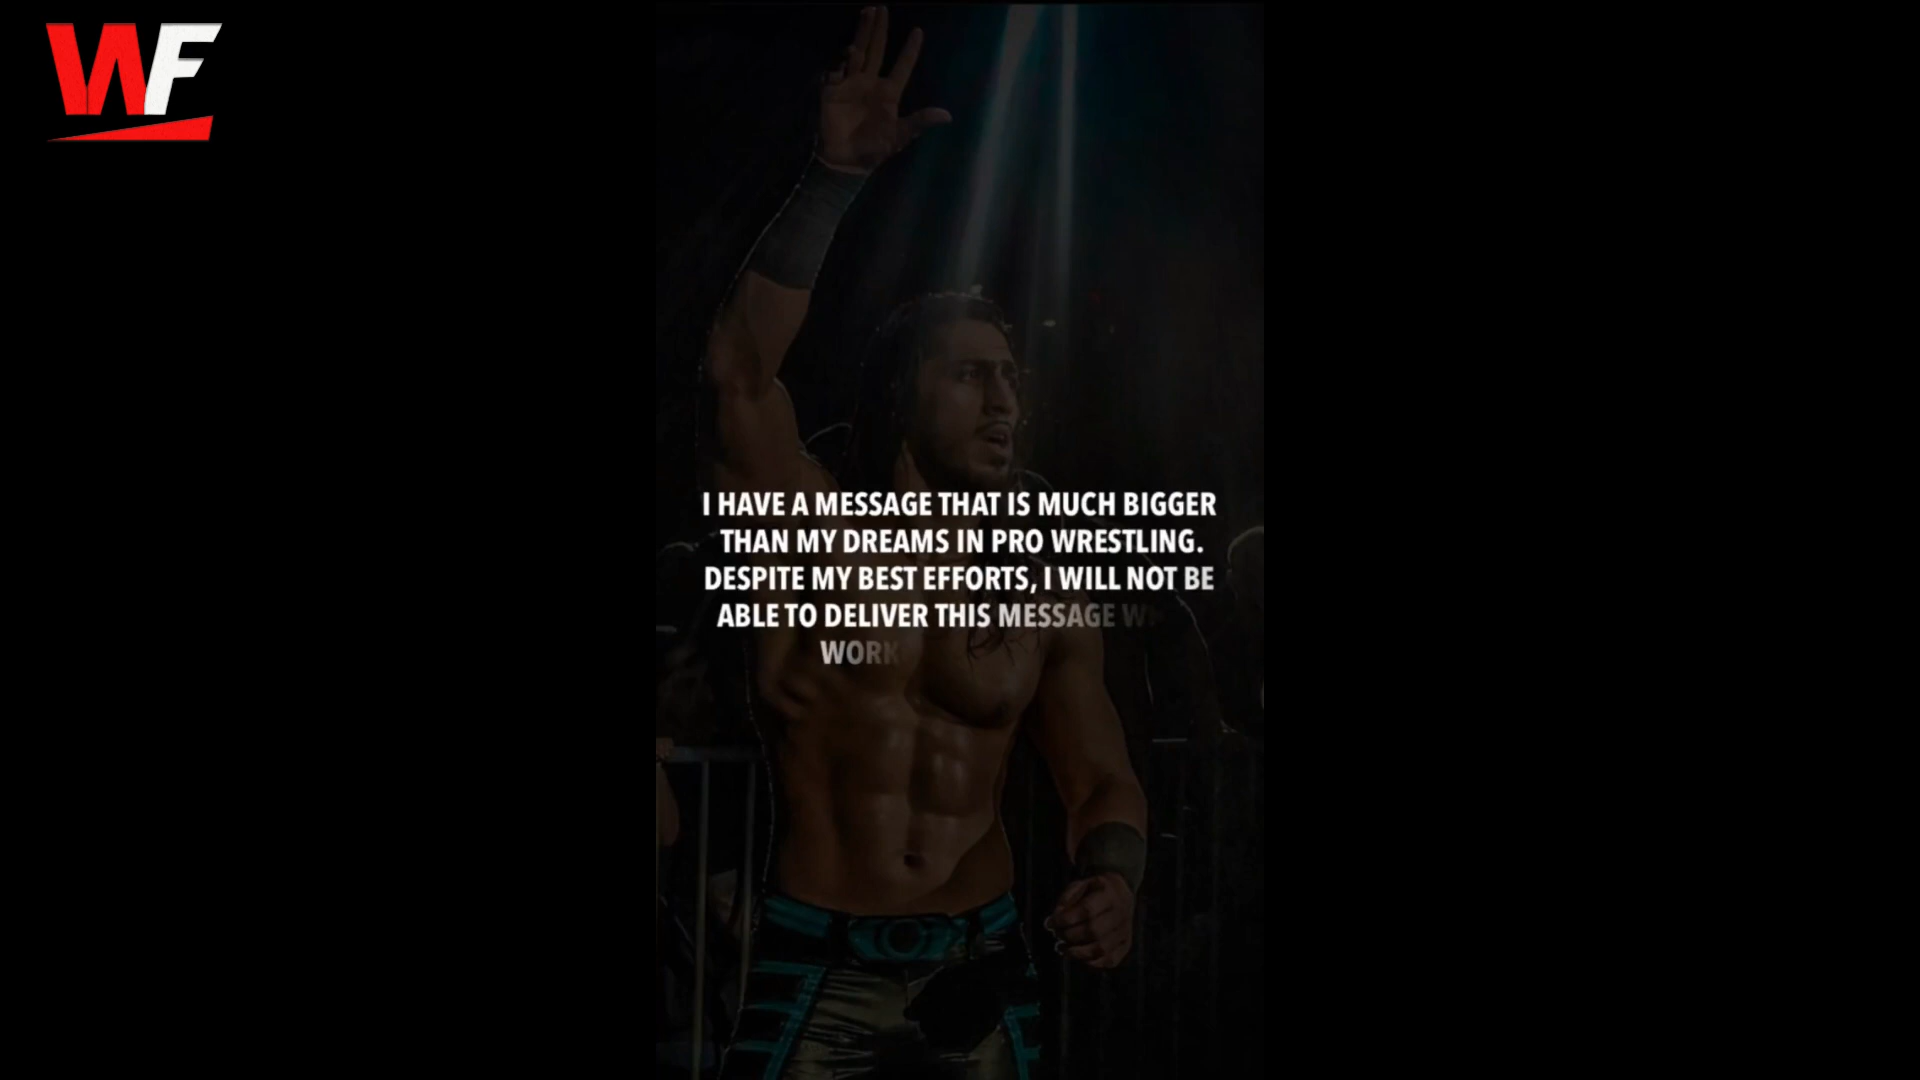 WF
I HAVE A MESSAGE THAT IS MUCH BIGGER
THAN MY DREAMS IN PRO WRESTLING.
DESPITE MY BEST EFFORTS, I WILL NOT BE
ABLE TO DELIVER THIS MESSAGE
WORK